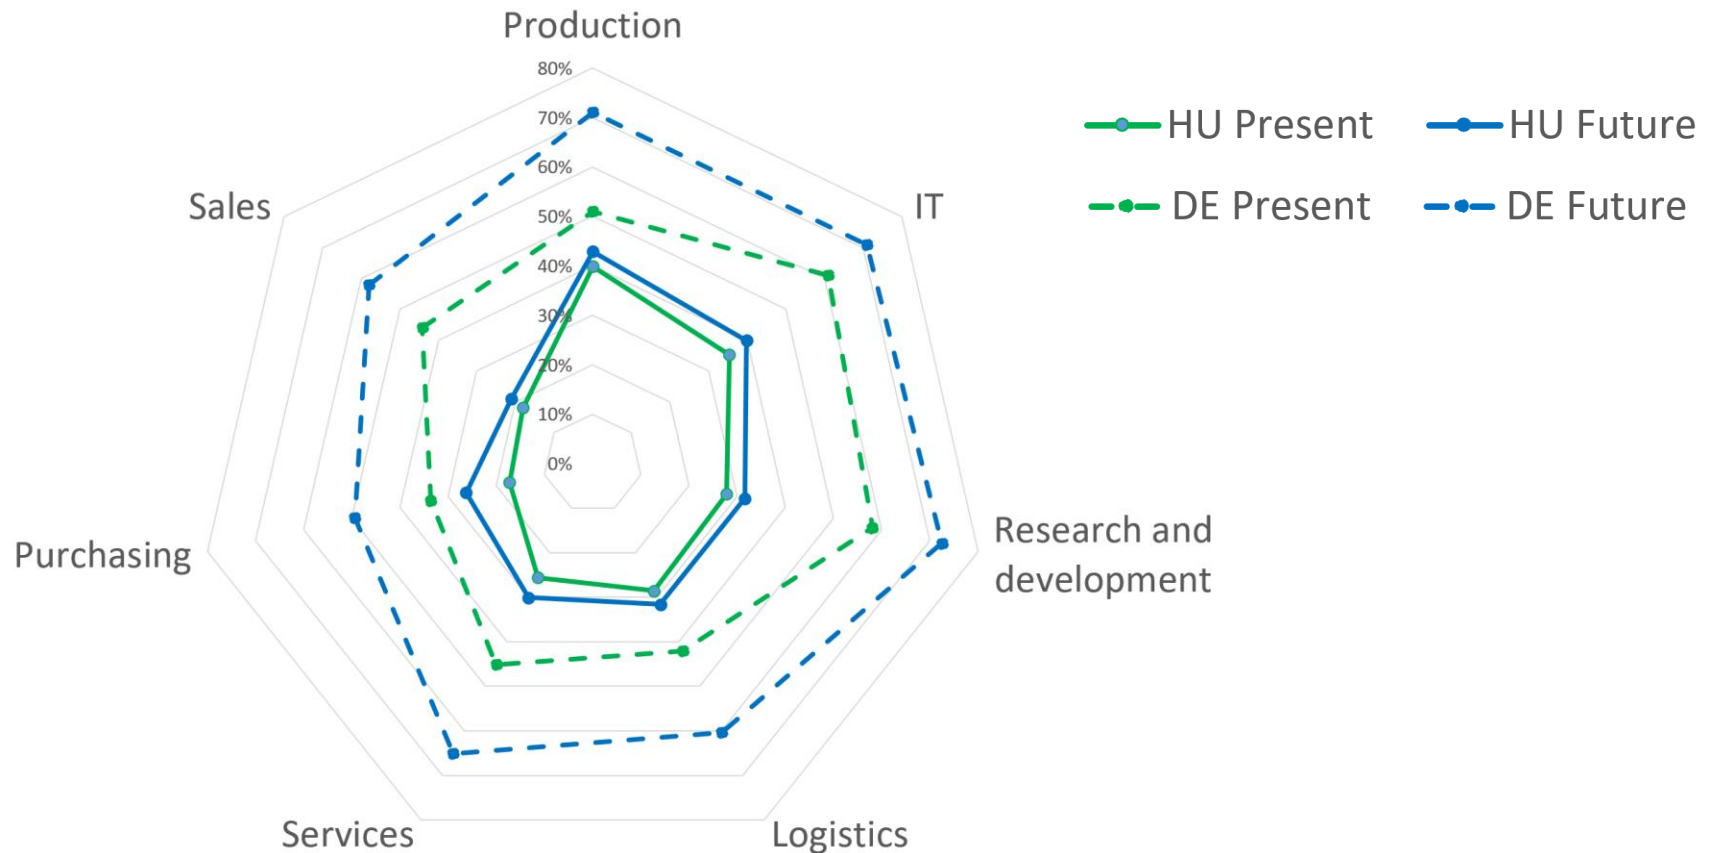 Production
80%
70%
60%
50%
40%
30%
20%
10%
0%
IT
Research and
development
Logistics
Services
Purchasing
Sales
HU Present
HU Future
DE Present
DE Future